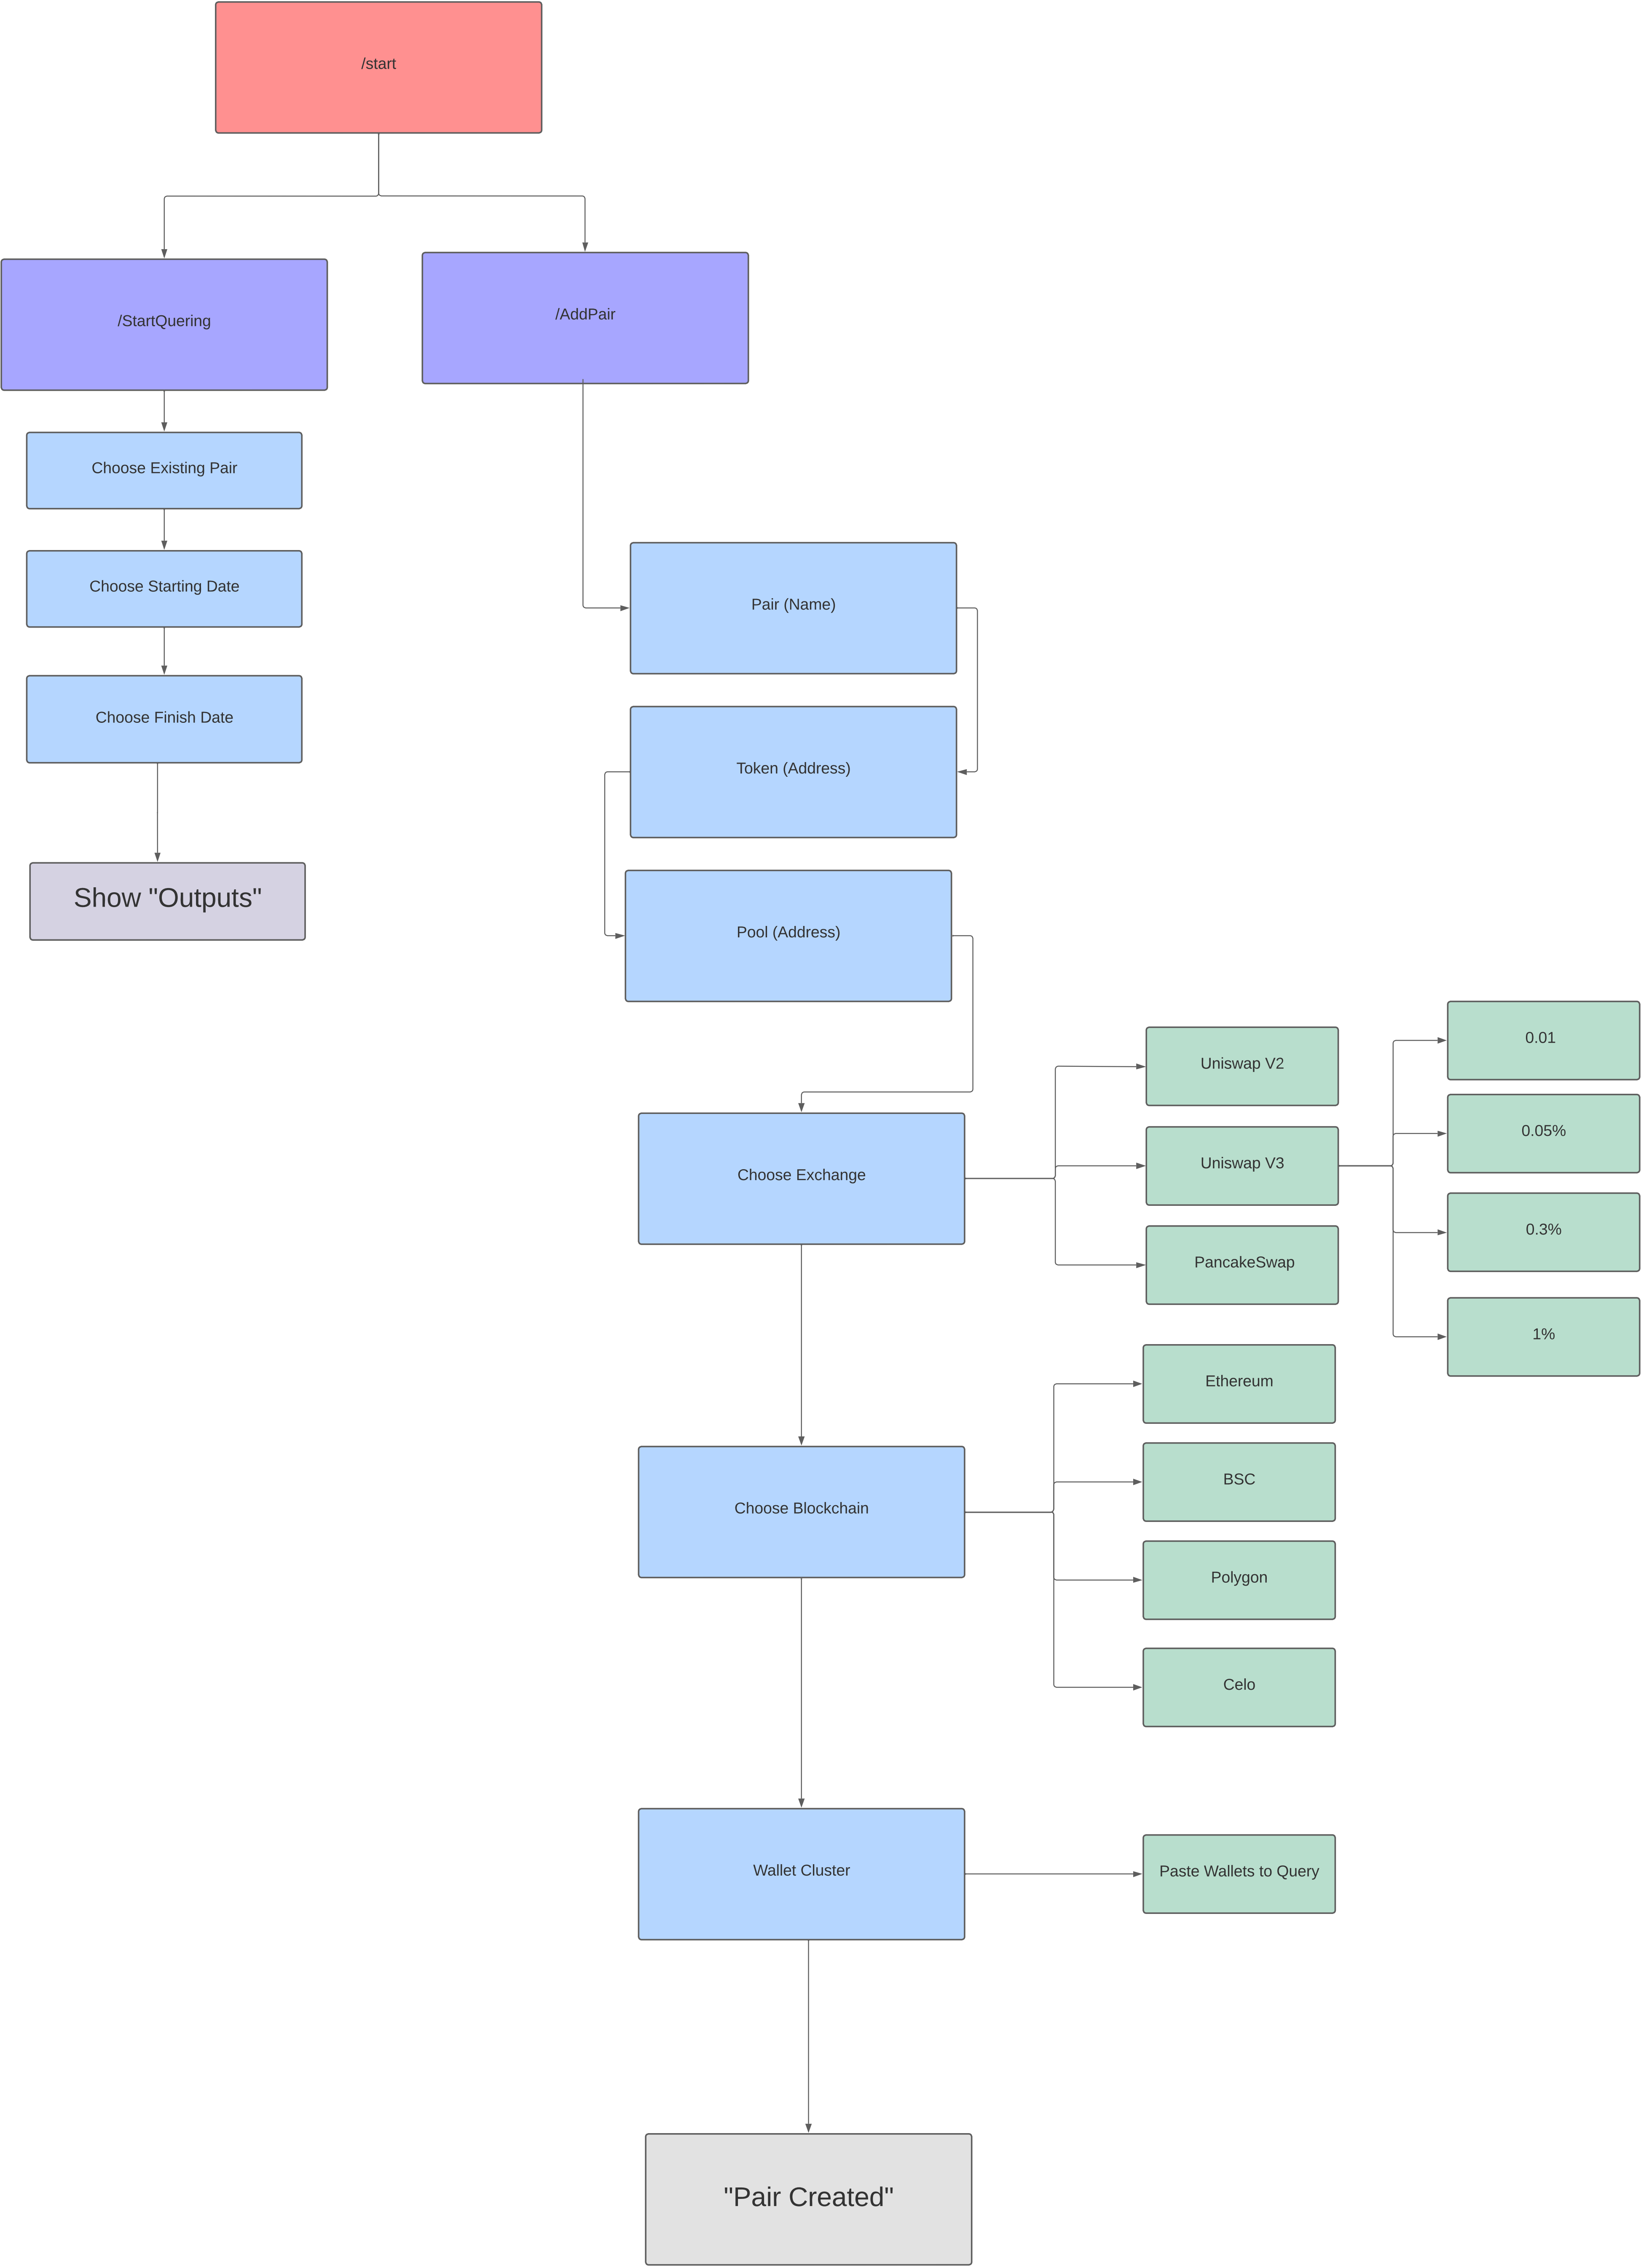 /start
/StartQuering
/AddPair
Choose Existing Pair
Choose Starting Date
Choose Finish Date
Show "Outputs"
Pair (Name)
Token (Address)
Pool (Address)
Choose Exchange
Uniswap V2
Uniswap V3
PancakeSwap
0.01
0.05%
0.3%
1%
Choose Blockchain
Ethereum
BSC
Polygon
Celo
Wallet Cluster
Paste Wallets to Query
"Pair Created"